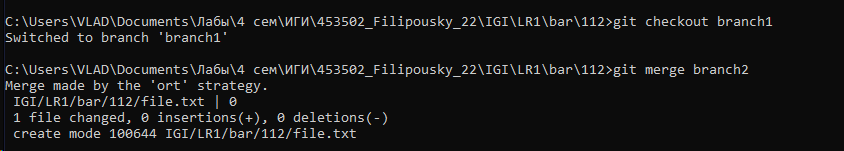 C:\Users\VLAD\Documents\Лабы\4 сем\ИГИ\453502_Filipousky_22\IGI\LR1\bar\112>git checkout branch1
Switched to branch 'branch1'
C:\Users\VLAD\Documents\Лабы\4 сем\ИГИ\453502_Filipousky_22\IGI\LR1\bar\112>git merge branch2
Merge made by the 'ort' strategy.
 IGI/LR1/bar/112/file.txt | 0
 1 file changed, 0 insertions(+), 0 deletions(-)
 create mode 100644 IGI/LR1/bar/112/file.txt